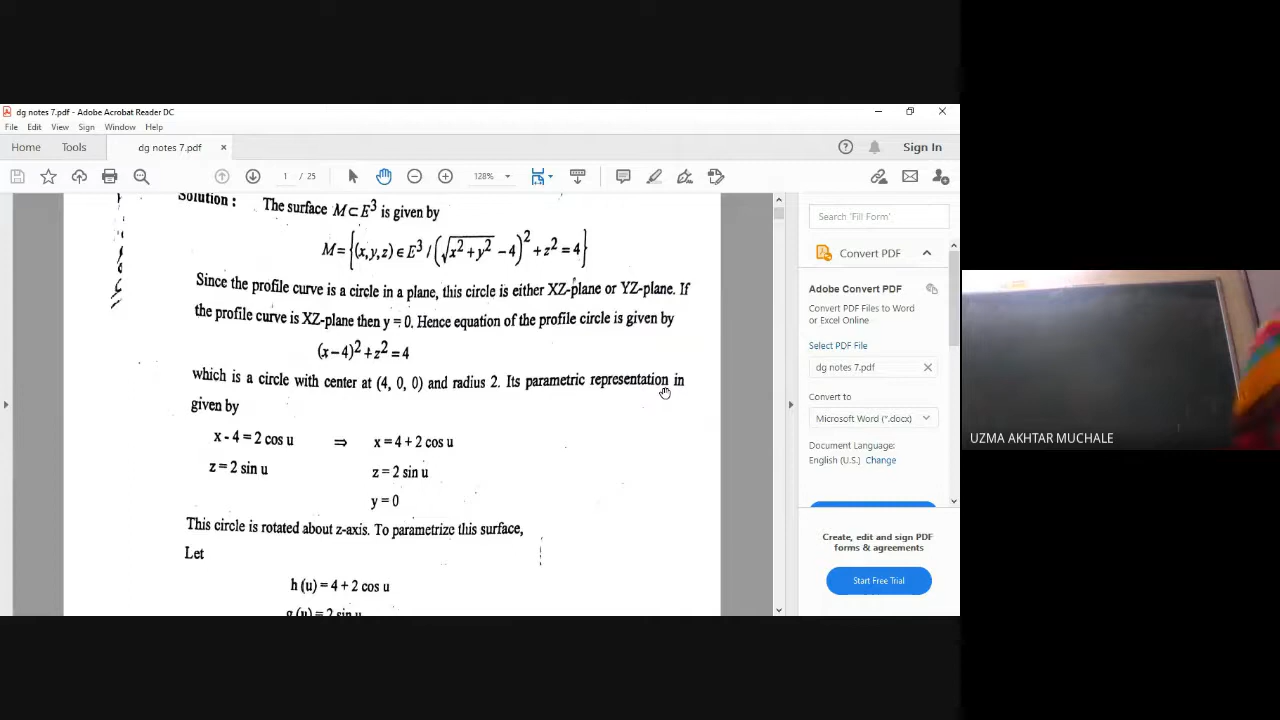 dg notes 7.pdf - Adobe Acrobat Reader DC
File Edit View Sign Window Help
Home Tools dg notes 7.pdf × Sign In
1 / 25 128%
Solution : The surface M⊂E³ is given by
M={(x,y,z)∈E³/(√x²+y² −4)²+z²=4}
Since the profile curve is a circle in a plane, this circle is either XZ-plane or YZ-plane. If
the profile curve is XZ-plane then y = 0. Hence equation of the profile circle is given by
(x−4)²+z²=4
which is a circle with center at (4, 0, 0) and radius 2. Its parametric representation in
given by
x - 4 = 2 cos u ⇒ x = 4 + 2 cos u
z = 2 sin u z = 2 sin u
y = 0
This circle is rotated about z-axis. To parametrize this surface,
Let
h (u) = 4 + 2 cos u
g (u) = 2 sin u
Search 'Fill Form'
Convert PDF
Adobe Convert PDF
Convert PDF Files to Word
or Excel Online
Select PDF File
dg notes 7.pdf
Convert to
Microsoft Word (*.docx)
Document Language:
English (U.S.) Change
Create, edit and sign PDF
forms & agreements
Start Free Trial
UZMA AKHTAR MUCHALE